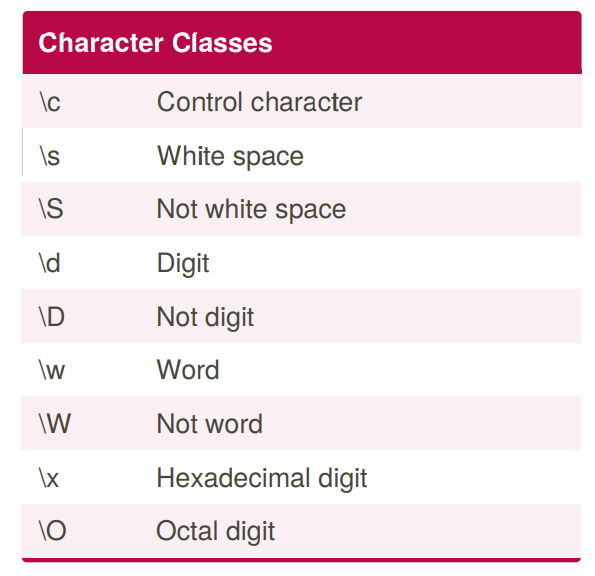 Character Classes
\c Control character
\s White space
\S Not white space
\d Digit
\D Not digit
\w Word
\W Not word
\x Hexadecimal digit
\O Octal digit